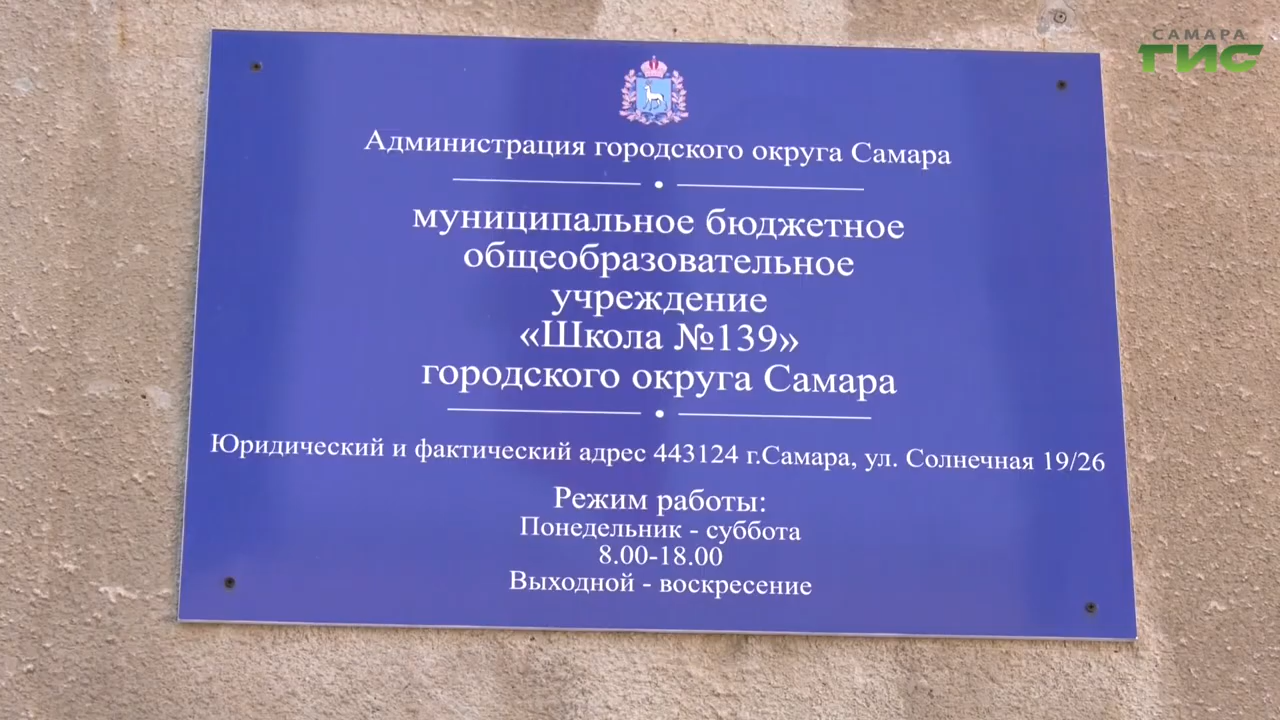 САМАРА
ГИС
Администрация городского округа Самара
муниципальное бюджетное
общеобразовательное
учреждение
«Школа №139»
городского округа Самара
Юридический и фактический адрес 443124 г.Самара, ул. Солнечная 19/26
Режим работы:
Понедельник - суббота
8.00-18.00
Выходной - воскресение